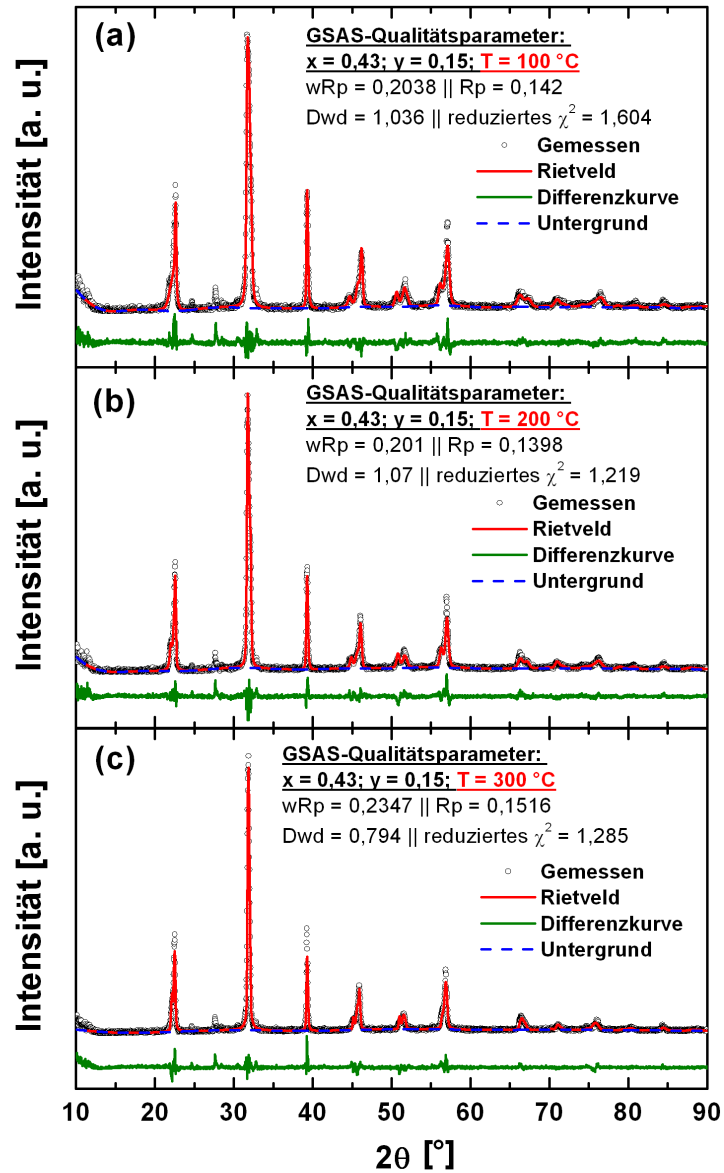 (a)
GSAS-Qualitätsparameter:
x = 0,43; y = 0,15; T = 100 °C
wRp = 0,2038 || Rp = 0,142
Dwd = 1,036 || reduziertes χ² = 1,604
Gemessen
Rietveld
Differenzkurve
Untergrund
Intensität [a. u.]
(b)
GSAS-Qualitätsparameter:
x = 0,43; y = 0,15; T = 200 °C
wRp = 0,201 || Rp = 0,1398
Dwd = 1,07 || reduziertes χ² = 1,219
Gemessen
Rietveld
Differenzkurve
Untergrund
Intensität [a. u.]
(c)
GSAS-Qualitätsparameter:
x = 0,43; y = 0,15; T = 300 °C
wRp = 0,2347 || Rp = 0,1516
Dwd = 0,794 || reduziertes χ² = 1,285
Gemessen
Rietveld
Differenzkurve
Untergrund
Intensität [a. u.]
10 20 30 40 50 60 70 80 90
2θ [°]